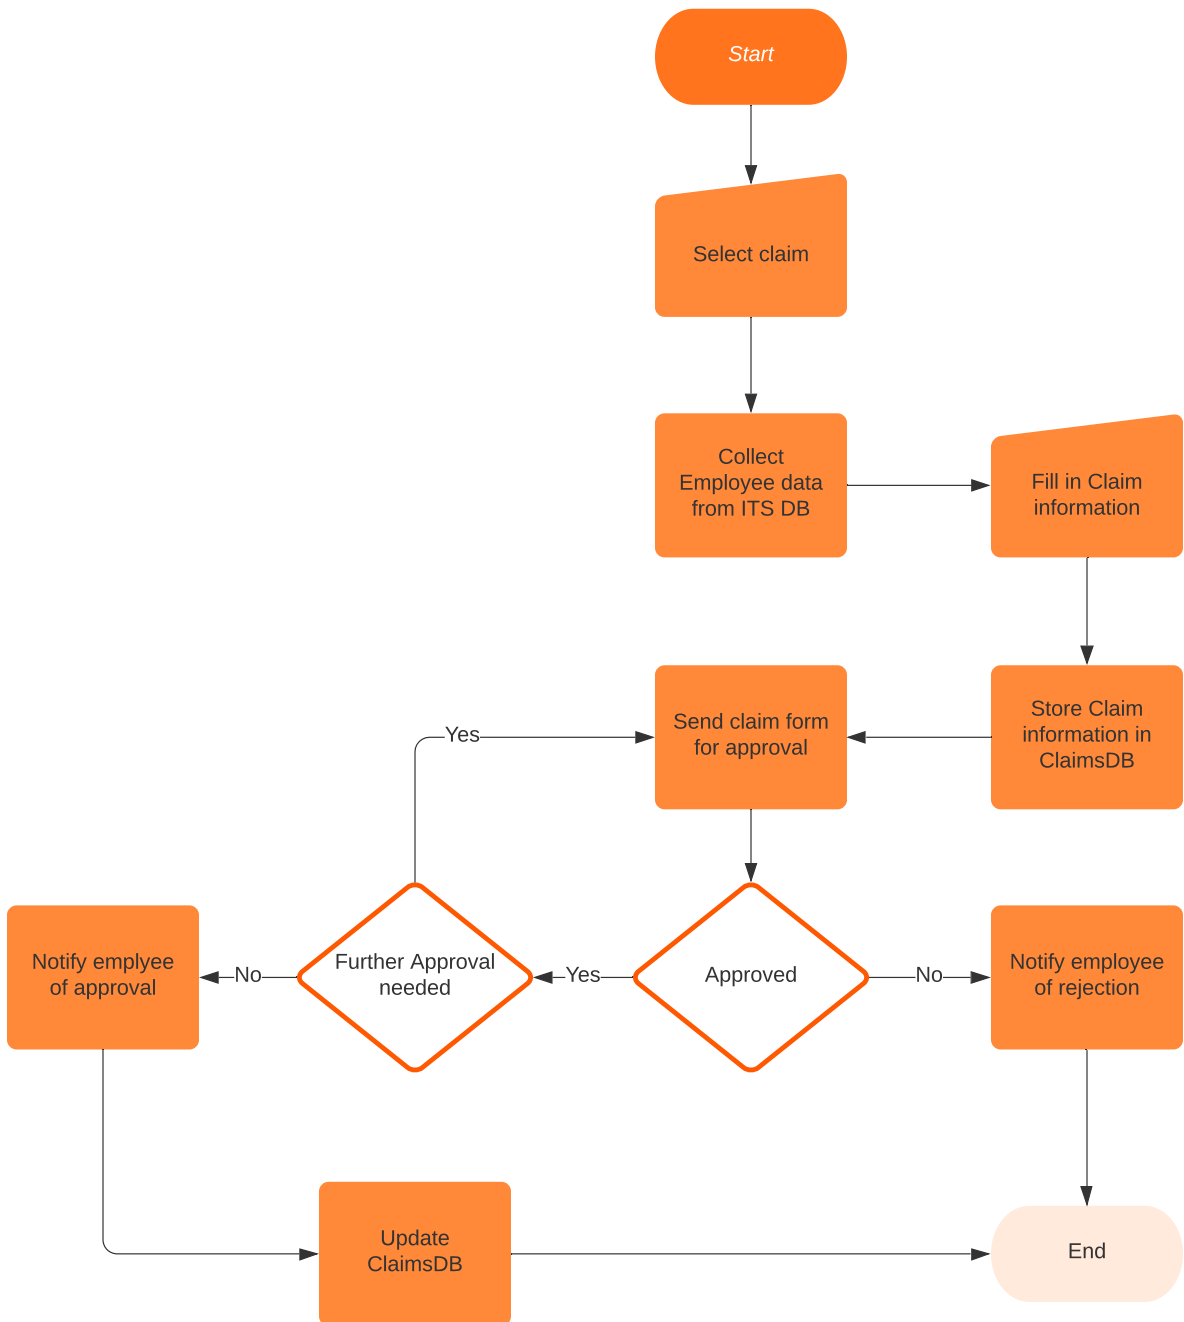 Start
Select claim
Collect
Employee data
from ITS DB
Fill in Claim
information
Yes
Send claim form
for approval
Store Claim
information in
ClaimsDB
Notify emplyee
of approval
No
Further Approval
needed
Yes
Approved
No
Notify employee
of rejection
Update
ClaimsDB
End